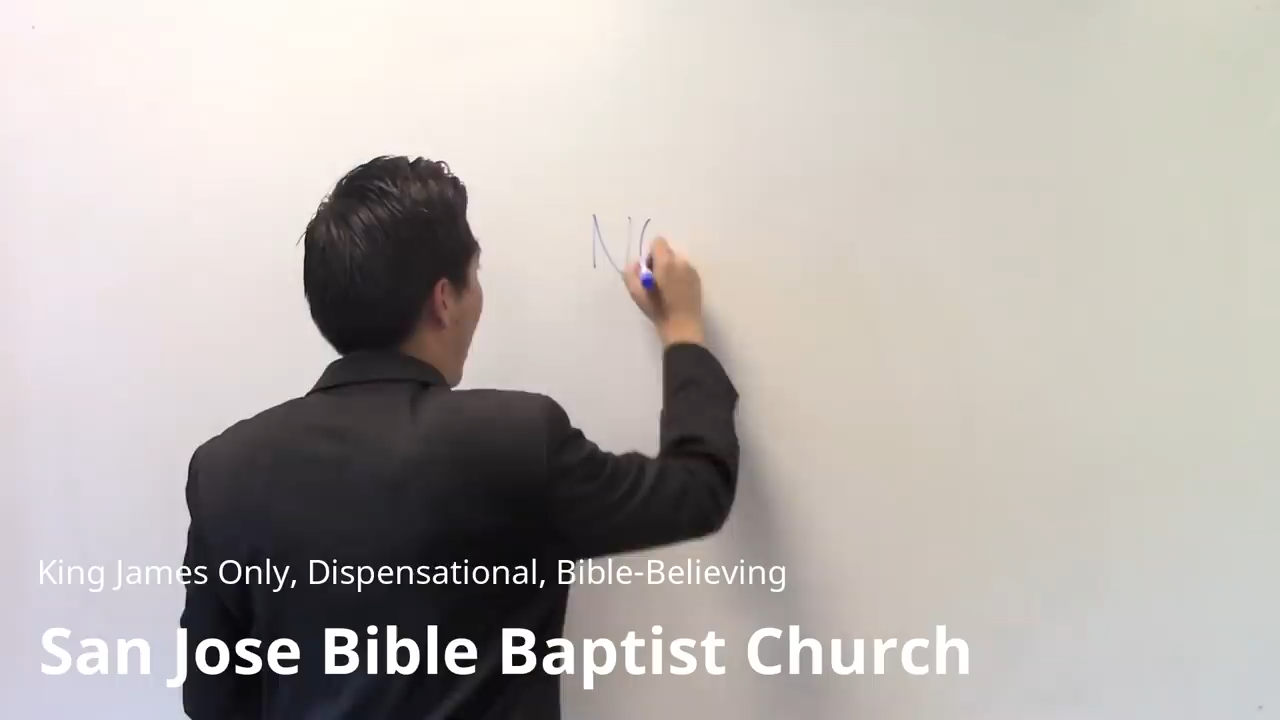 N
King James Only, Dispensational, Bible-Believing
San Jose Bible Baptist Church